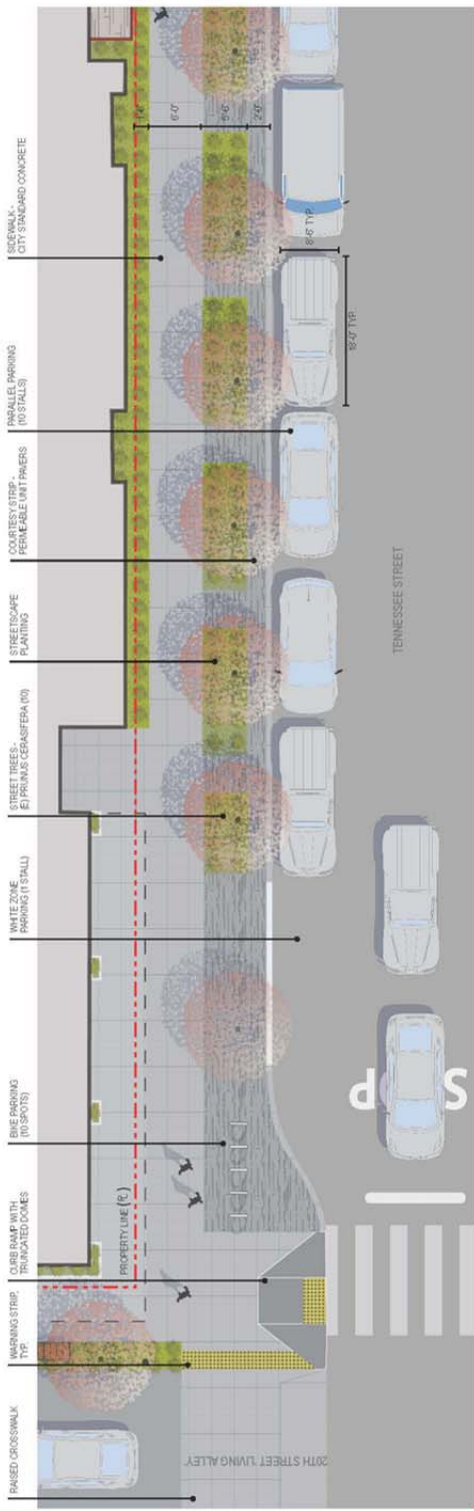 RAISED CROSSWALK
WARNING STRIP,
TYP.
CURB RAMP WITH
TRUNCATED DOMES
BIKE PARKING
(10 SPOTS)
WHITE ZONE
PARKING (1 STALL)
STREET TREES -
(E) PRUNUS CERASIFERA (10)
STREETSCAPE
PLANTING
COURTESY STRIP -
PERMEABLE UNIT PAVERS
PARALLEL PARKING
(10 STALLS)
SIDEWALK -
CITY STANDARD CONCRETE
PROPERTY LINE (PL)
1'-6"
6'-0"
5'-6"
2'-0"
8'-6" TYP.
18'-0" TYP.
20TH STREET 'LIVING ALLEY'
TENNESSEE STREET